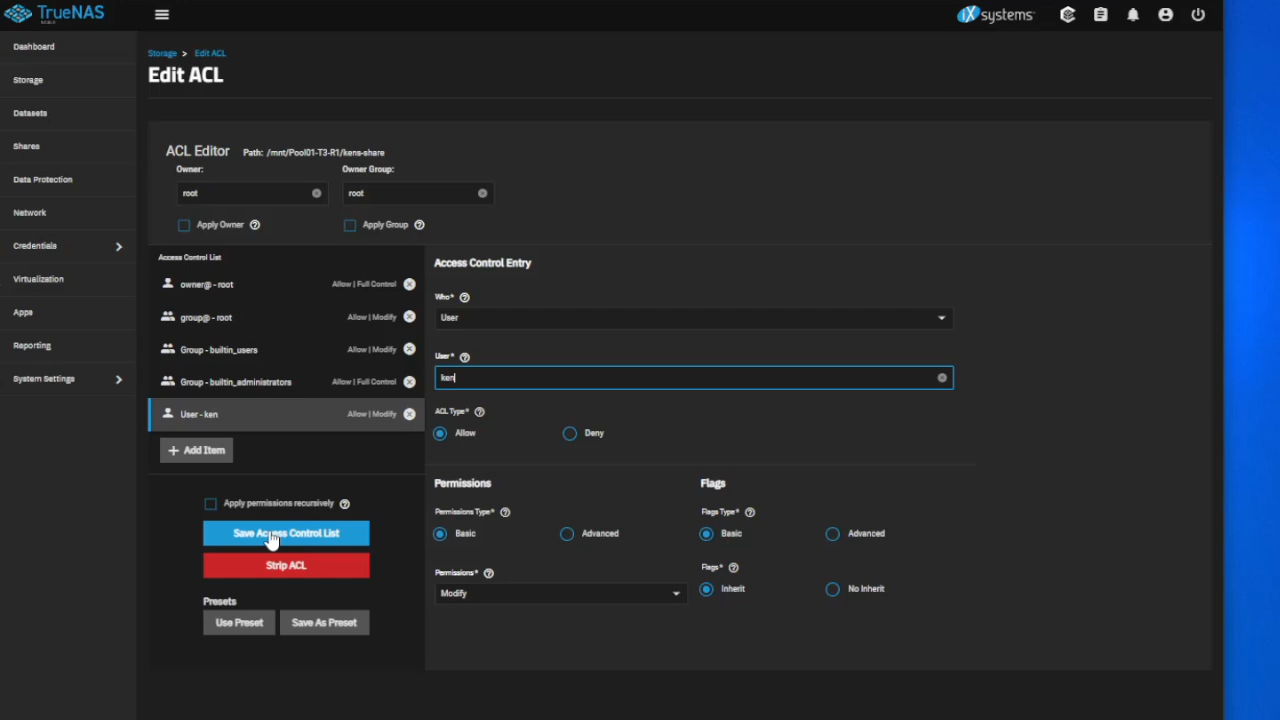 TrueNAS
SCALE
iXsystems
Dashboard
Storage
Datasets
Shares
Data Protection
Network
Credentials
Virtualization
Apps
Reporting
System Settings
Storage > Edit ACL
Edit ACL
ACL Editor Path: /mnt/Pool01-T3-R1/kens-share
Owner: Owner Group:
root root
Apply Owner Apply Group
Access Control List
owner@ - root Allow | Full Control
group@ - root Allow | Modify
Group - builtin_users Allow | Modify
Group - builtin_administrators Allow | Full Control
User - ken Allow | Modify
+ Add Item
Apply permissions recursively
Save Access Control List
Strip ACL
Presets
Use Preset Save As Preset
Access Control Entry
Who*
User
User*
ken
ACL Type*
Allow Deny
Permissions Flags
Permissions Type* Flags Type*
Basic Advanced Basic Advanced
Permissions* Flags*
Modify Inherit No Inherit